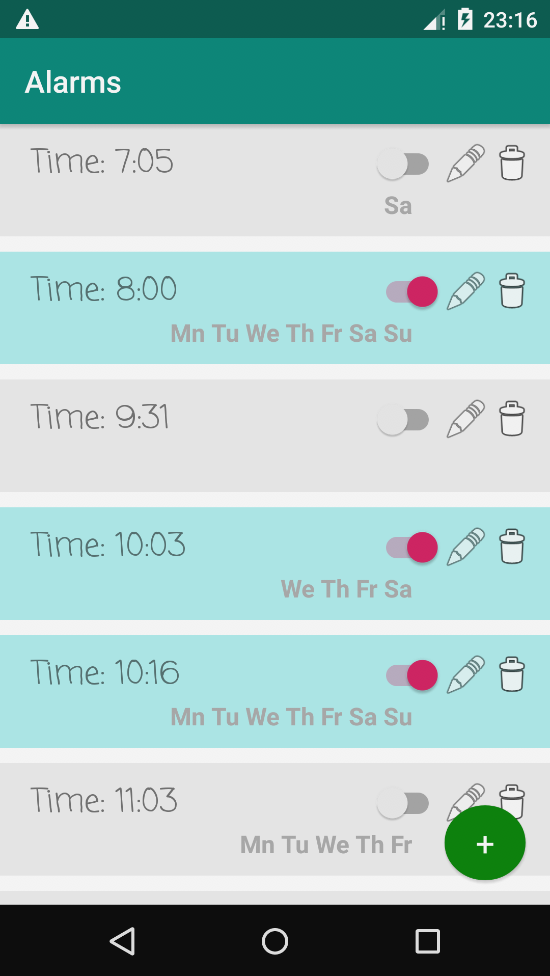 23:16
Alarms
Time: 7:05
Sa
Time: 8:00
Mn Tu We Th Fr Sa Su
Time: 9:31
Time: 10:03
We Th Fr Sa
Time: 10:16
Mn Tu We Th Fr Sa Su
Time: 11:03
Mn Tu We Th Fr
+